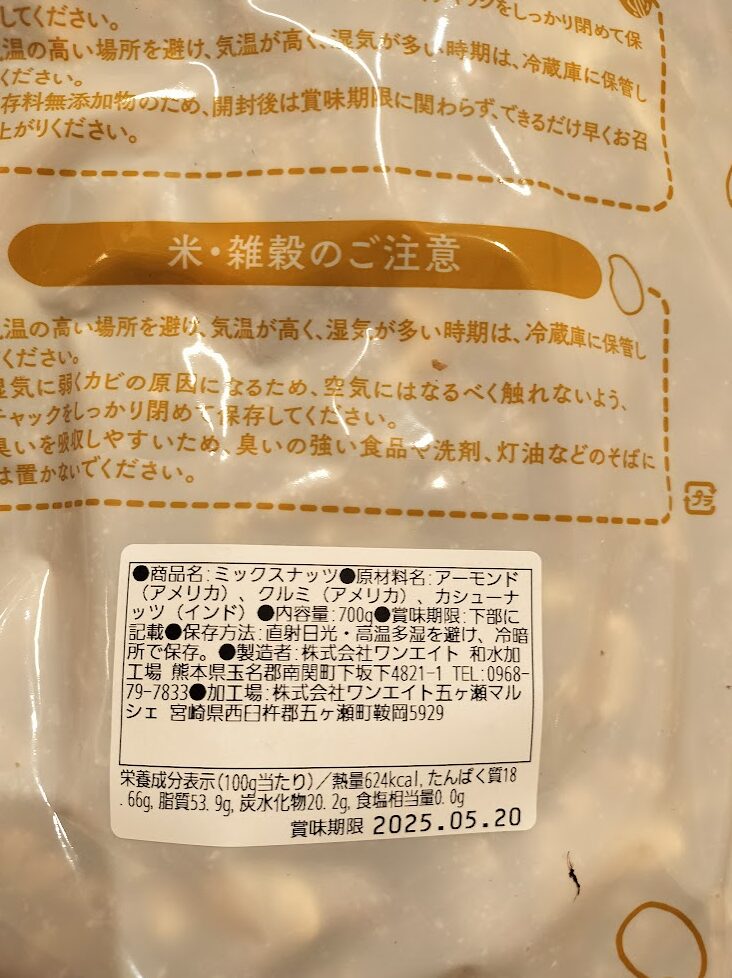 してください。
チャックをしっかり閉めて保
気温の高い場所を避け、気温が高く、湿気が多い時期は、冷蔵庫に保管し
ください。
存料無添加物のため、開封後は賞味期限に関わらず、できるだけ早くお召
上がりください。
米・雑穀のご注意
気温の高い場所を避け、気温が高く、湿気が多い時期は、冷蔵庫に保管し
ください。
湿気に弱くカビの原因になるため、空気にはなるべく触れないよう、
チャックをしっかり閉めて保存してください。
臭いを吸収しやすいため、臭いの強い食品や洗剤、灯油などのそばに
は置かないでください。
プラ
●商品名:ミックスナッツ●原材料名:アーモンド
（アメリカ）、クルミ（アメリカ）、カシューナ
ッツ（インド）●内容量:700g●賞味期限:下部に
記載●保存方法:直射日光・高温多湿を避け、冷暗
所で保存。●製造者:株式会社ワンエイト 和水加
工場 熊本県玉名郡南関町下坂下4821-1 TEL:0968-
79-7833●加工場:株式会社ワンエイト五ヶ瀬マル
シェ 宮崎県西臼杵郡五ヶ瀬町鞍岡5929
栄養成分表示(100g当たり)／熱量624kcal, たんぱく質18
.66g, 脂質53.9g, 炭水化物20.2g, 食塩相当量0.0g
賞味期限 2025.05.20